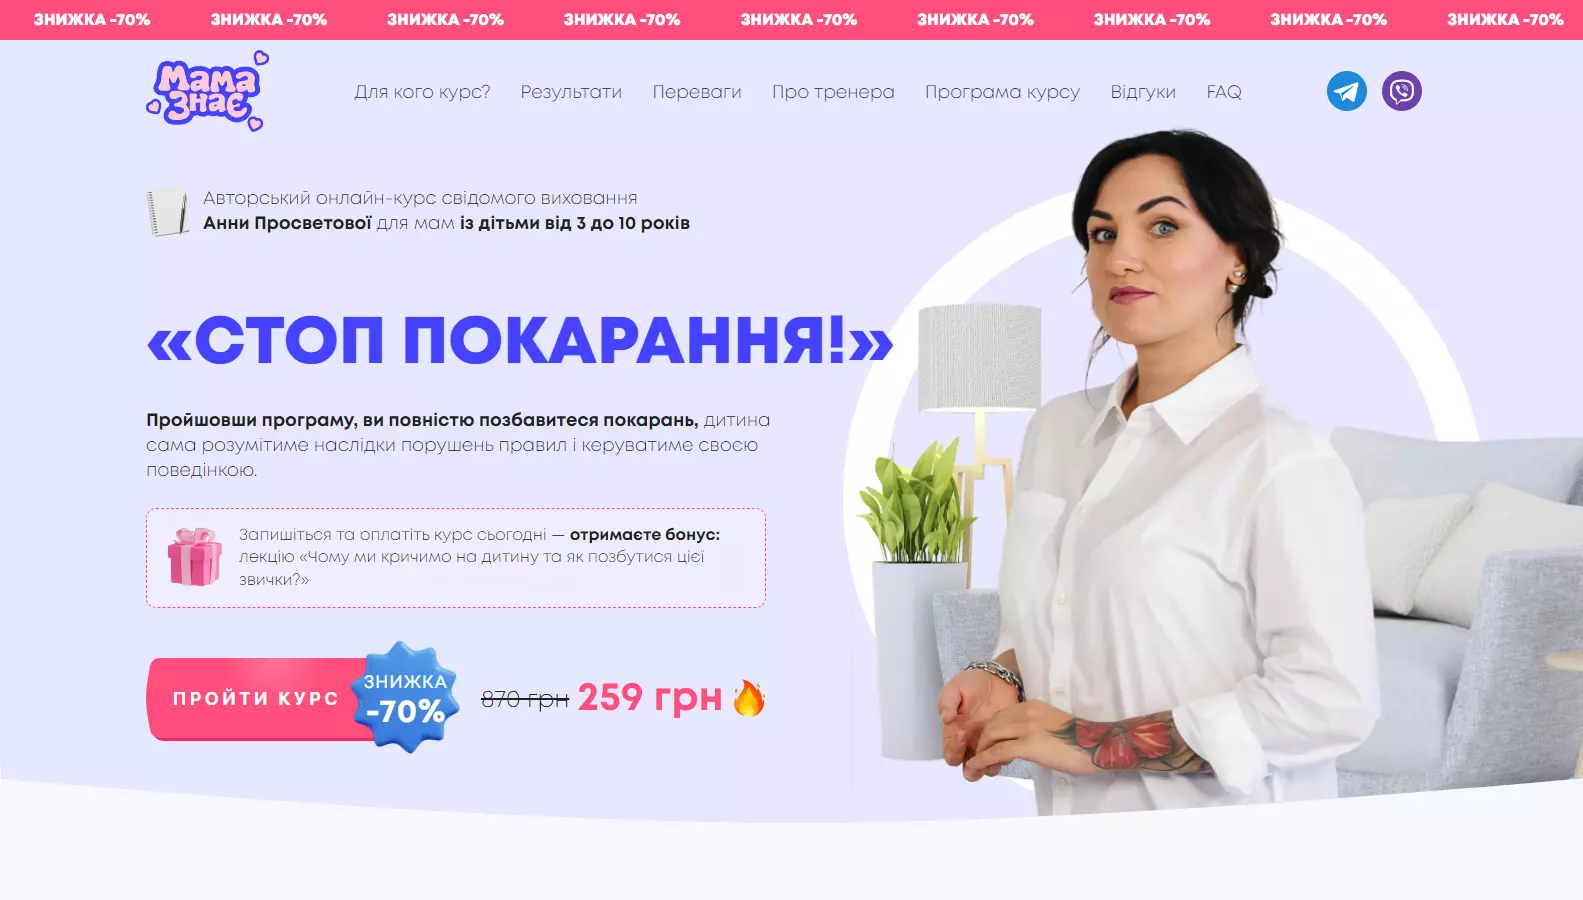 ЗНИЖКА -70% ЗНИЖКА -70% ЗНИЖКА -70% ЗНИЖКА -70% ЗНИЖКА -70% ЗНИЖКА -70% ЗНИЖКА -70% ЗНИЖКА -70% ЗНИЖКА -70%
Мама
Знає
Для кого курс? Результати Переваги Про тренера Програма курсу Відгуки FAQ
Авторський онлайн-курс свідомого виховання
Анни Просветової для мам із дітьми від 3 до 10 років
«СТОП ПОКАРАННЯ!»
Пройшовши програму, ви повністю позбавитеся покарань, дитина
сама розумітиме наслідки порушень правил і керуватиме своєю
поведінкою.
Запишіться та оплатіть курс сьогодні — отримаєте бонус:
лекцію «Чому ми кричимо на дитину та як позбутися цієї
звички?»
ПРОЙТИ КУРС
ЗНИЖКА
-70%
870 грн 259 грн